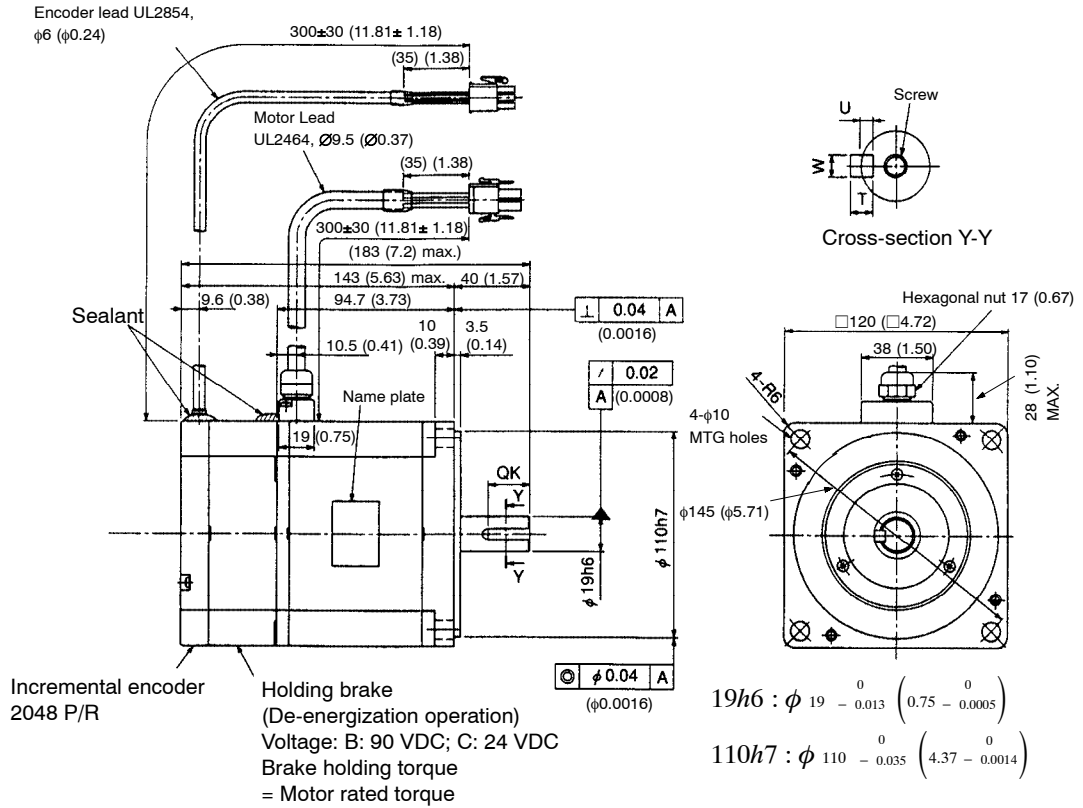 Encoder lead UL2854,
φ6 (φ0.24)
300±30 (11.81± 1.18)
(35) (1.38)
Motor Lead
UL2464, Ø9.5 (Ø0.37)
(35) (1.38)
300±30 (11.81± 1.18)
(183 (7.2) max.)
143 (5.63) max.
40 (1.57)
9.6 (0.38)
94.7 (3.73)
Sealant
10.5 (0.41)
10
(0.39)
3.5
(0.14)
⊥ 0.04 A
(0.0016)
∕ 0.02
A (0.0008)
Name plate
19 (0.75)
QK
Y
Y
φ 19h6
φ 110h7
◎ φ 0.04 A
(φ0.0016)
Incremental encoder
2048 P/R
Holding brake
(De-energization operation)
Voltage: B: 90 VDC; C: 24 VDC
Brake holding torque
= Motor rated torque
U
Screw
W
T
Cross-section Y-Y
Hexagonal nut 17 (0.67)
□120 (□4.72)
38 (1.50)
28 (1.10)
MAX.
4-R6
4-φ10
MTG holes
φ145 (φ5.71)
19h6 : φ 19 0 − 0.013 (0.75 0 − 0.0005)
110h7 : φ 110 0 − 0.035 (4.37 0 − 0.0014)